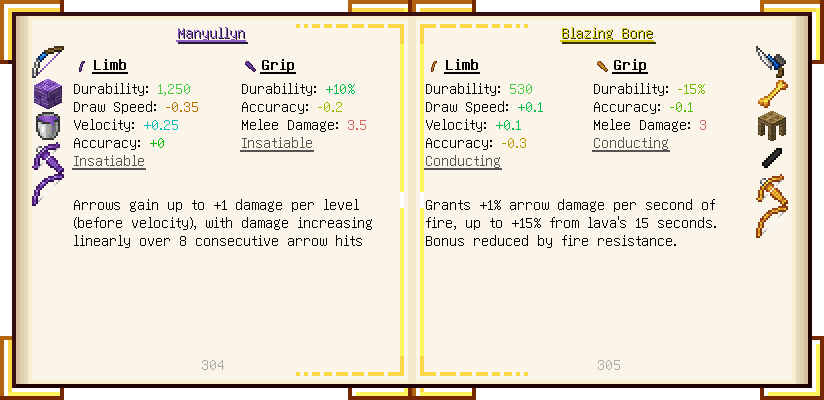 Manyullyn
Limb
Durability: 1,250
Draw Speed: -0.35
Velocity: +0.25
Accuracy: +0
Insatiable
Grip
Durability: +10%
Accuracy: -0.2
Melee Damage: 3.5
Insatiable
Arrows gain up to +1 damage per level
(before velocity), with damage increasing
linearly over 8 consecutive arrow hits
304
Blazing Bone
Limb
Durability: 530
Draw Speed: +0.1
Velocity: +0.1
Accuracy: -0.3
Conducting
Grip
Durability: -15%
Accuracy: -0.1
Melee Damage: 3
Conducting
Grants +1% arrow damage per second of
fire, up to +15% from lava's 15 seconds.
Bonus reduced by fire resistance.
305